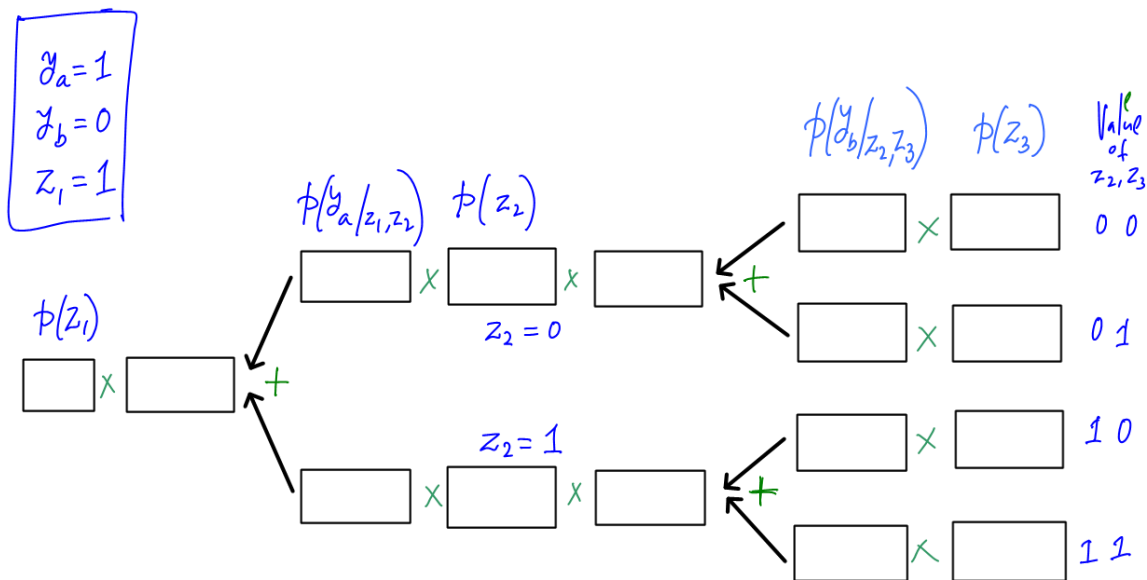 y_a = 1
y_b = 0
z_1 = 1
p(y_b/z_2,z_3) p(z_3) Value of z_2,z_3
p(y_a/z_1,z_2) p(z_2)
× 0 0
× × +
p(z_1) z_2 = 0 × 0 1
× +
z_2 = 1 × 1 0
× × +
× 1 1